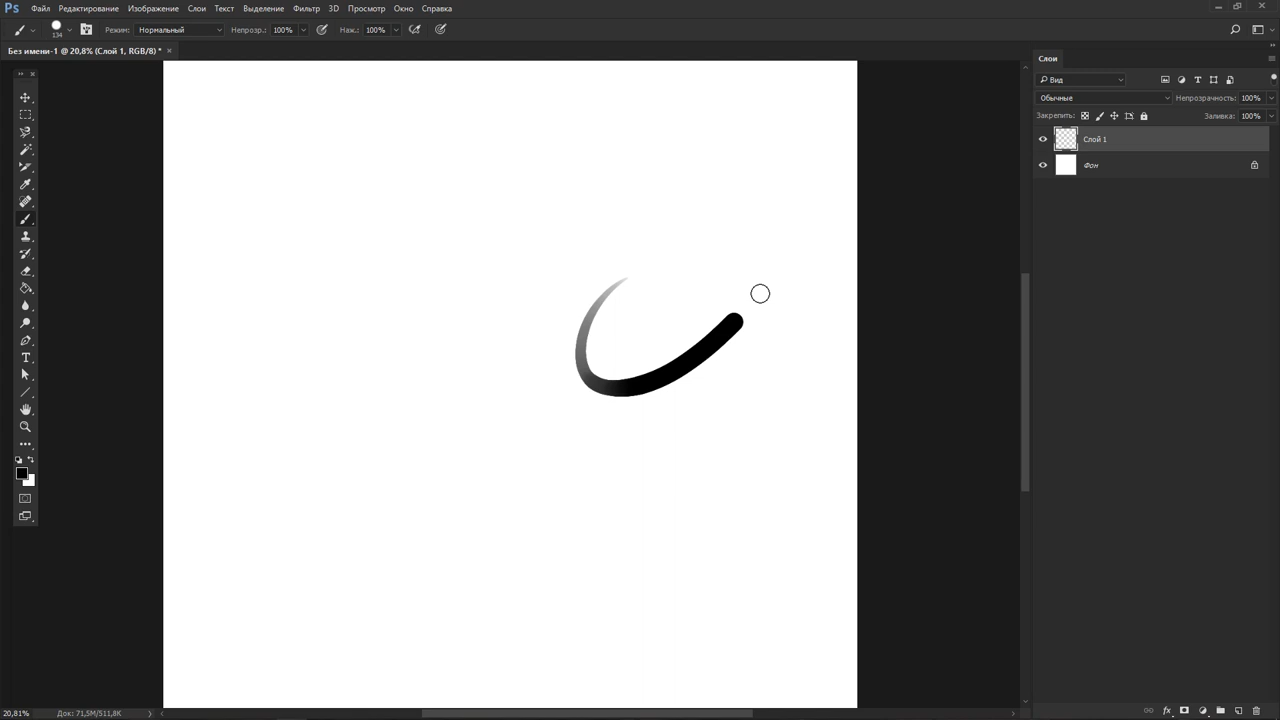 Ps Файл Редактирование Изображение Слои Текст Выделение Фильтр 3D Просмотр Окно Справка
134 Режим: Нормальный Непрозр.: 100% Наж.: 100%
Без имени-1 @ 20,8% (Слой 1, RGB/8) * ×
Слои
Вид
Обычные Непрозрачность: 100%
Закрепить: Заливка: 100%
Слой 1
Фон
20,81% Док: 71,5M/511,8K